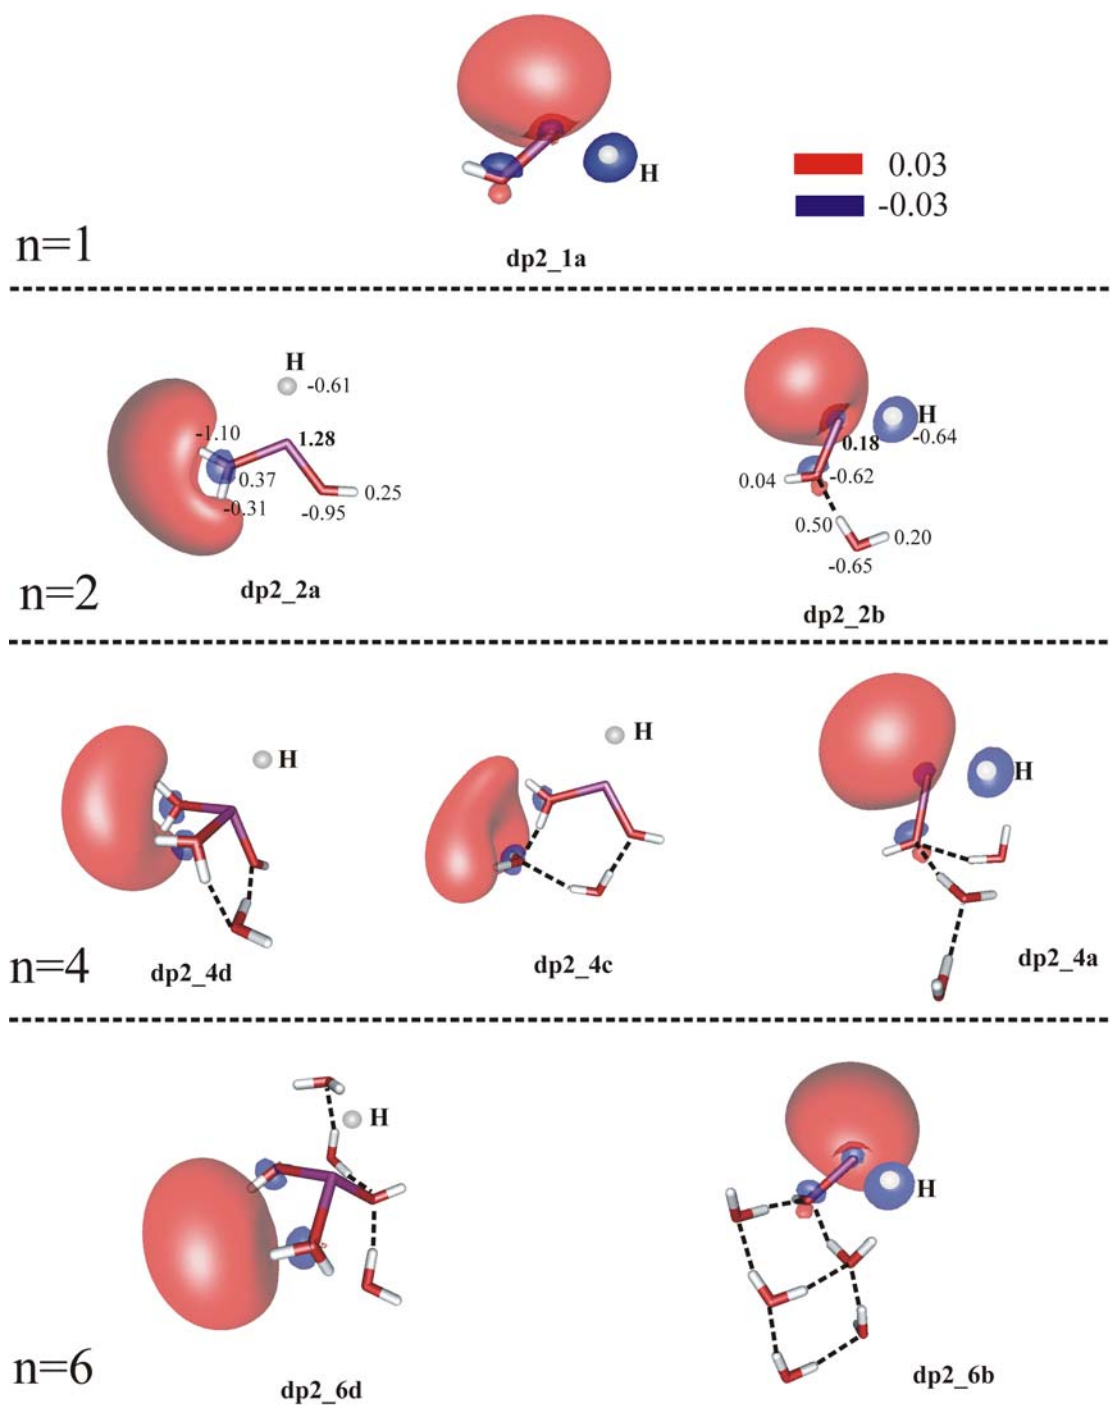 0.03
H
-0.03
n=1
dp2_1a
H
-0.61
H
-1.10
1.28
0.18
-0.64
0.37
0.25
0.04
-0.62
-0.31
-0.95
0.50
0.20
-0.65
n=2
dp2_2a
dp2_2b
H
H
H
n=4
dp2_4d
dp2_4c
dp2_4a
H
H
n=6
dp2_6d
dp2_6b